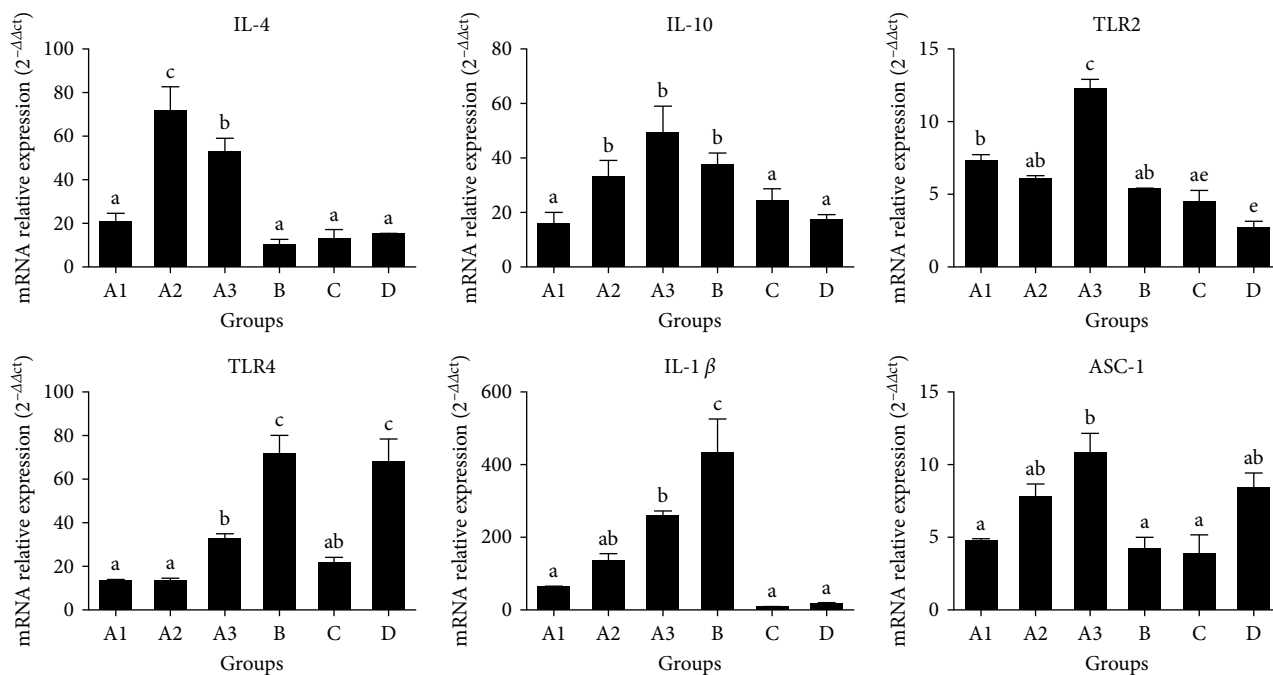 IL-4
mRNA relative expression (2^−ΔΔct)
100
80
60
40
20
0
a
c
b
a
a
a
A1 A2 A3 B C D
Groups
IL-10
mRNA relative expression (2^−ΔΔct)
80
60
40
20
0
a
b
b
b
a
a
A1 A2 A3 B C D
Groups
TLR2
mRNA relative expression (2^−ΔΔct)
15
10
5
0
b
ab
c
ab
ae
e
A1 A2 A3 B C D
Groups
TLR4
mRNA relative expression (2^−ΔΔct)
100
80
60
40
20
0
a
a
b
c
ab
c
A1 A2 A3 B C D
Groups
IL-1 β
mRNA relative expression (2^−ΔΔct)
600
400
200
0
a
ab
b
c
a
a
A1 A2 A3 B C D
Groups
ASC-1
mRNA relative expression (2^−ΔΔct)
15
10
5
0
a
ab
b
a
a
ab
A1 A2 A3 B C D
Groups